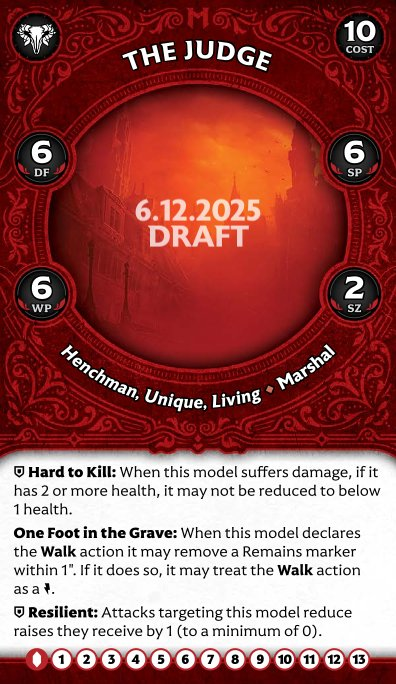 10
COST
THE JUDGE
6
DF
6
SP
6.12.2025
DRAFT
6
WP
2
SZ
Henchman, Unique, Living ◆ Marshal
Hard to Kill: When this model suffers damage, if it
has 2 or more health, it may not be reduced to below
1 health.
One Foot in the Grave: When this model declares
the Walk action it may remove a Remains marker
within 1". If it does so, it may treat the Walk action
as a .
Resilient: Attacks targeting this model reduce
raises they receive by 1 (to a minimum of 0).
1 2 3 4 5 6 7 8 9 10 11 12 13